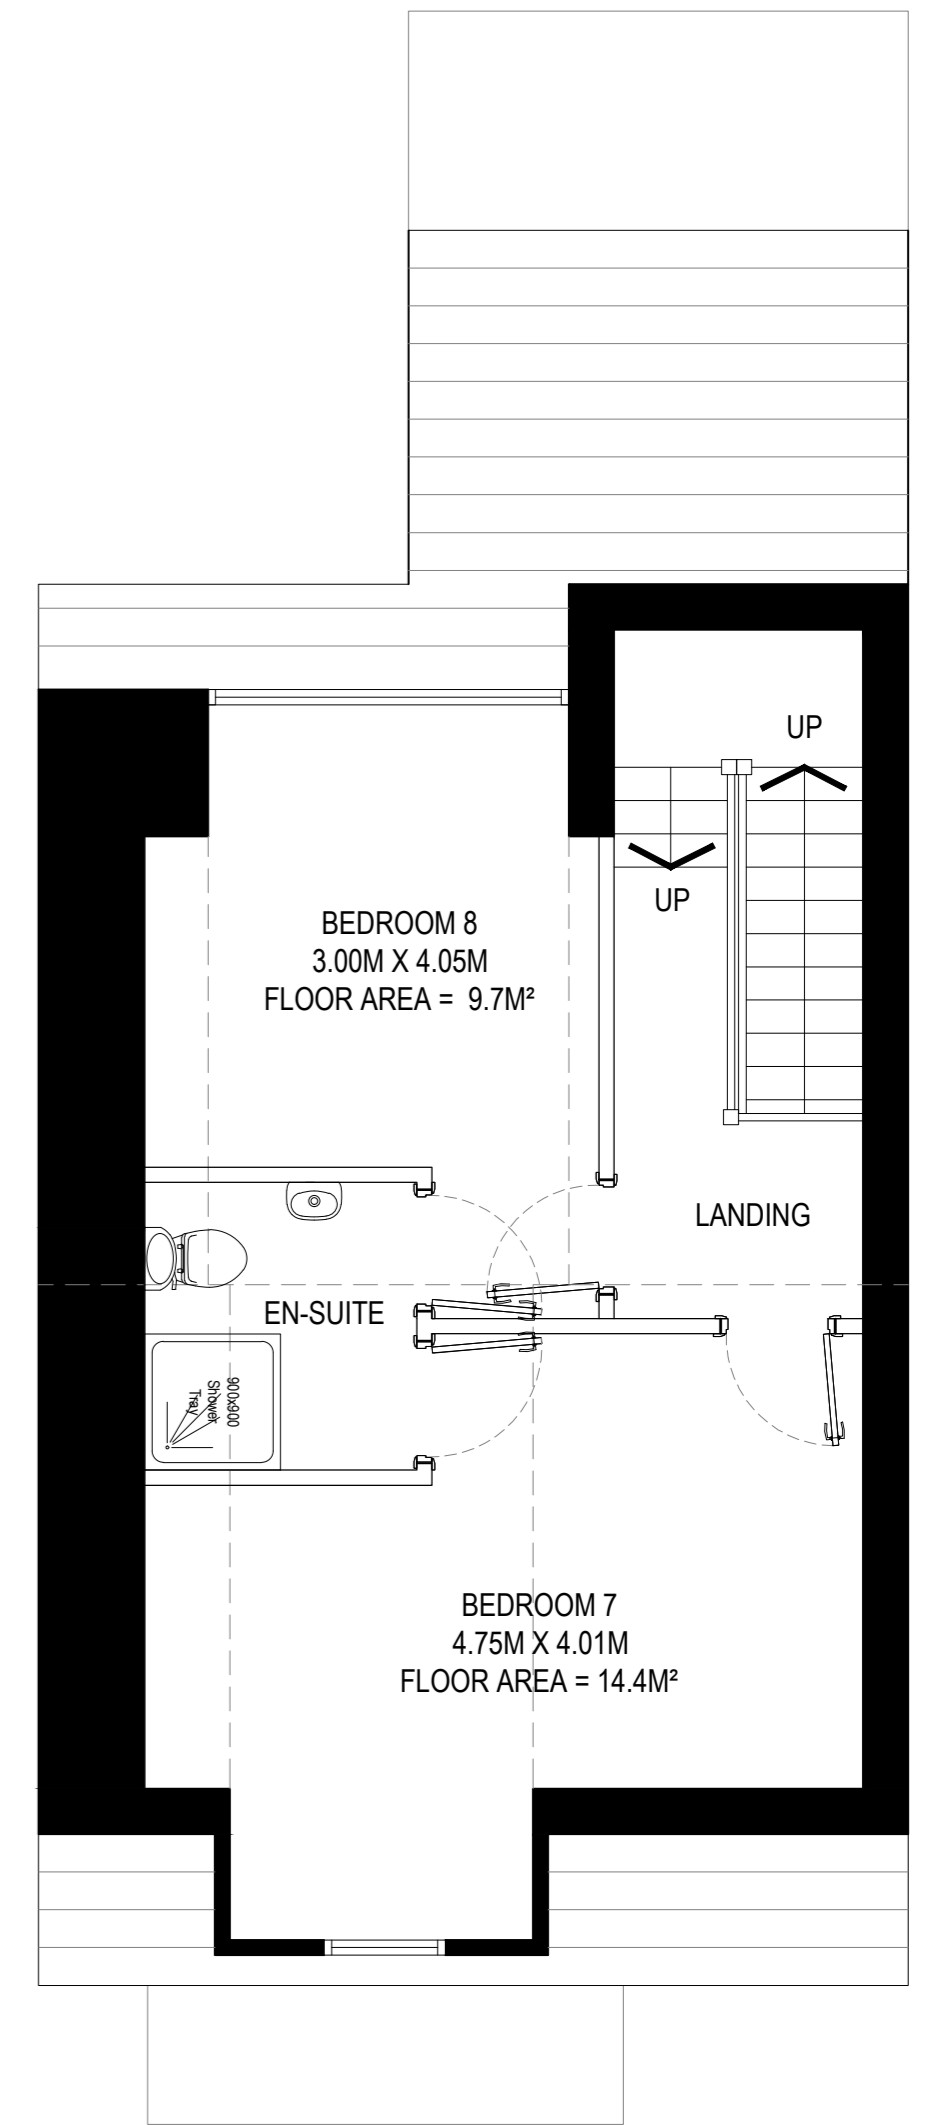 UP
UP
BEDROOM 8
3.00M X 4.05M
FLOOR AREA = 9.7M²
LANDING
EN-SUITE
900x900
Shower
Tray
BEDROOM 7
4.75M X 4.01M
FLOOR AREA = 14.4M²